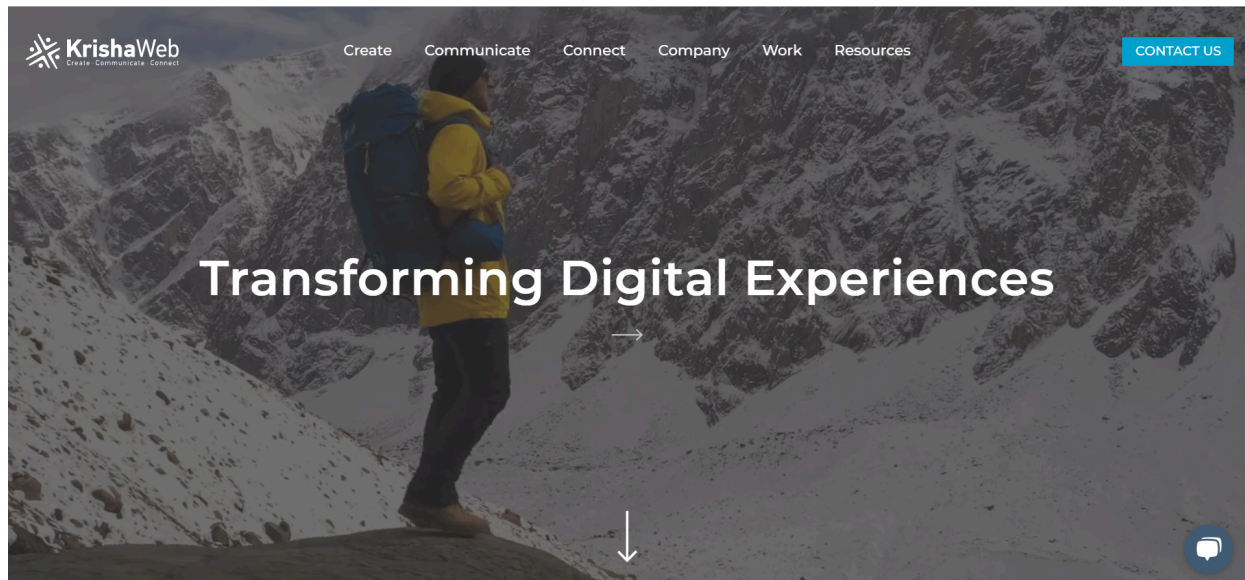 KrishaWeb
Create Communicate Connect
Create Communicate Connect Company Work Resources
CONTACT US
Transforming Digital Experiences